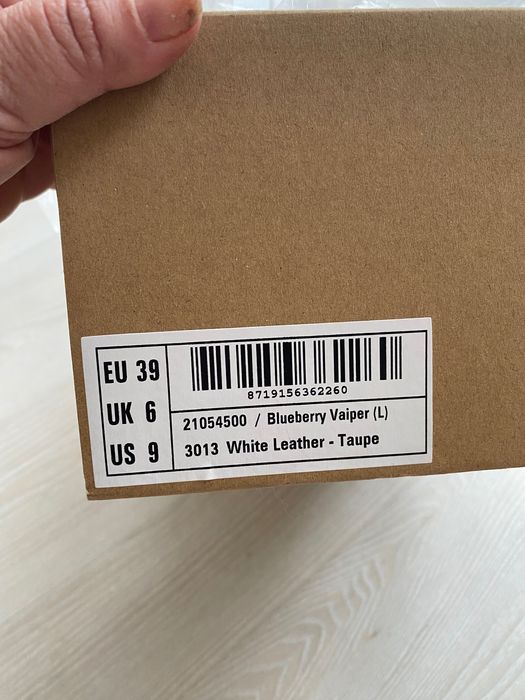 EU 39
UK 6
US 9
8719156362260
21054500 / Blueberry Vaiper (L)
3013 White Leather - Taupe